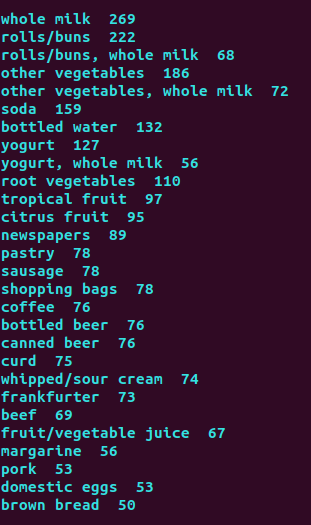 whole milk  269
rolls/buns  222
rolls/buns, whole milk  68
other vegetables  186
other vegetables, whole milk  72
soda  159
bottled water  132
yogurt  127
yogurt, whole milk  56
root vegetables  110
tropical fruit  97
citrus fruit  95
newspapers  89
pastry  78
sausage  78
shopping bags  78
coffee  76
bottled beer  76
canned beer  76
curd  75
whipped/sour cream  74
frankfurter  73
beef  69
fruit/vegetable juice  67
margarine  56
pork  53
domestic eggs  53
brown bread  50